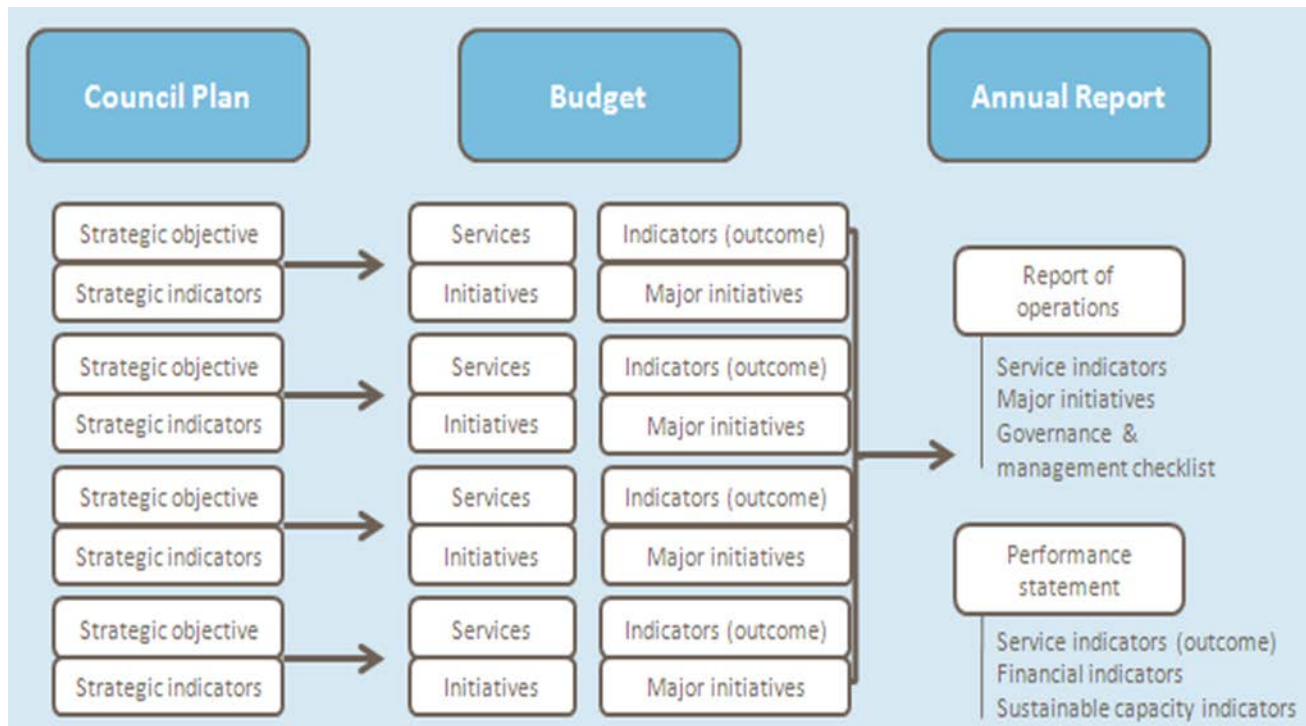 Council Plan
Budget
Annual Report
Strategic objective
Strategic indicators
Services
Initiatives
Indicators (outcome)
Major initiatives
Strategic objective
Strategic indicators
Services
Initiatives
Indicators (outcome)
Major initiatives
Strategic objective
Strategic indicators
Services
Initiatives
Indicators (outcome)
Major initiatives
Strategic objective
Strategic indicators
Services
Initiatives
Indicators (outcome)
Major initiatives
Report of
operations
Service indicators
Major initiatives
Governance &
management checklist
Performance
statement
Service indicators (outcome)
Financial indicators
Sustainable capacity indicators